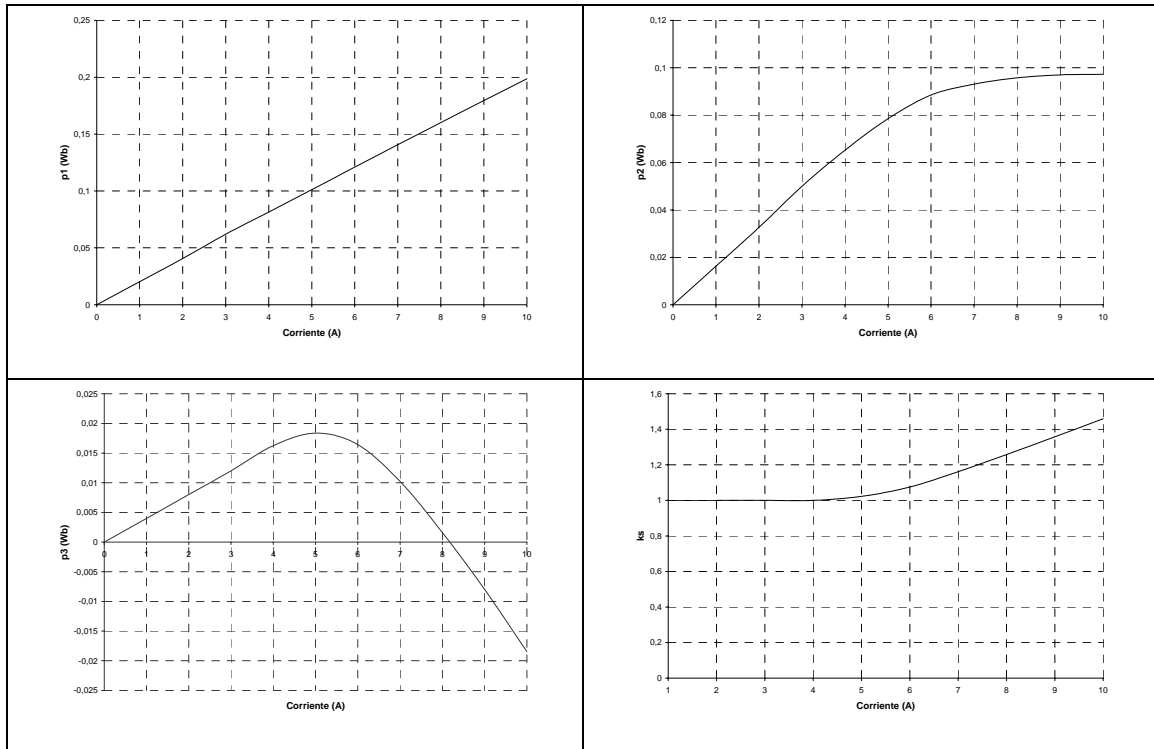 0,25
0,2
0,15
0,1
0,05
0
p1 (Wb)
0 1 2 3 4 5 6 7 8 9 10
Corriente (A)
0,12
0,1
0,08
0,06
0,04
0,02
0
p2 (Wb)
0 1 2 3 4 5 6 7 8 9 10
Corriente (A)
0,025
0,02
0,015
0,01
0,005
0
-0,005
-0,01
-0,015
-0,02
-0,025
p3 (Wb)
0 1 2 3 4 5 6 7 8 9 10
Corriente (A)
1,6
1,4
1,2
1
0,8
0,6
0,4
0,2
0
ks
1 2 3 4 5 6 7 8 9 10
Corriente (A)